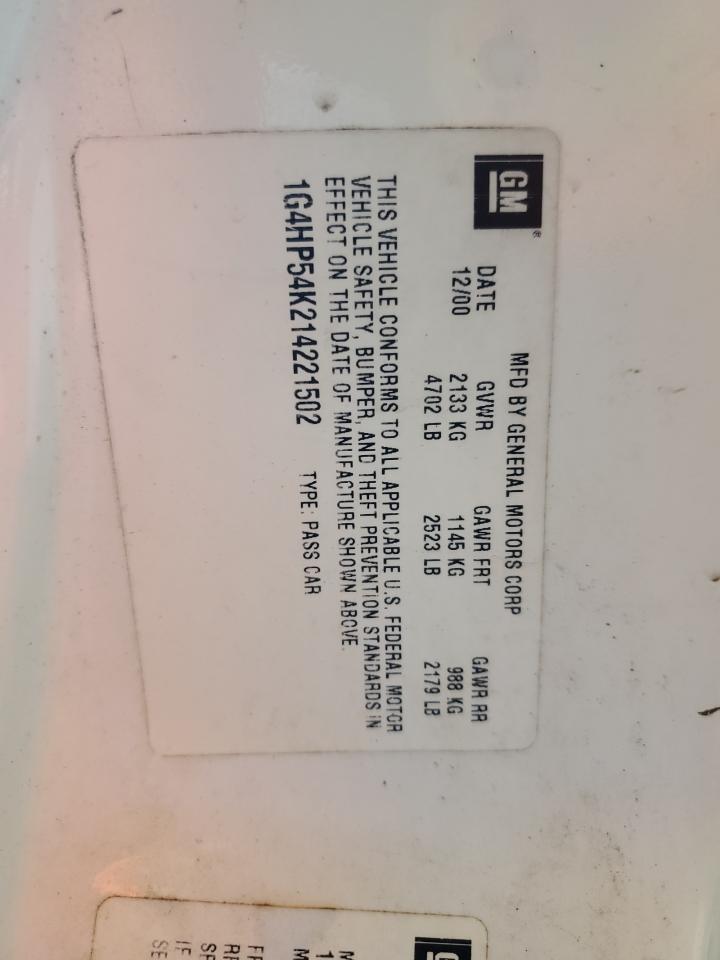 GM
MFD BY GENERAL MOTORS CORP
DATE GVWR GAWR FRT GAWR RR
12/00 2133 KG 1145 KG 988 KG
4702 LB 2523 LB 2179 LB
THIS VEHICLE CONFORMS TO ALL APPLICABLE U.S. FEDERAL MOTOR
VEHICLE SAFETY, BUMPER, AND THEFT PREVENTION STANDARDS IN
EFFECT ON THE DATE OF MANUFACTURE SHOWN ABOVE.
1G4HP54K214221502 TYPE: PASS CAR
IF